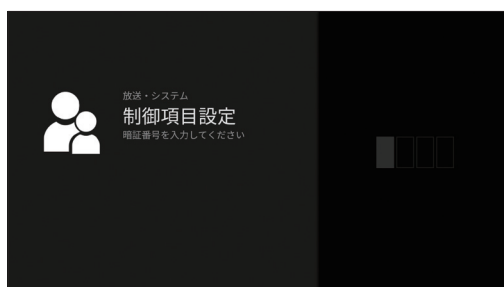 放送・システム
制御項目設定
暗証番号を入力してください